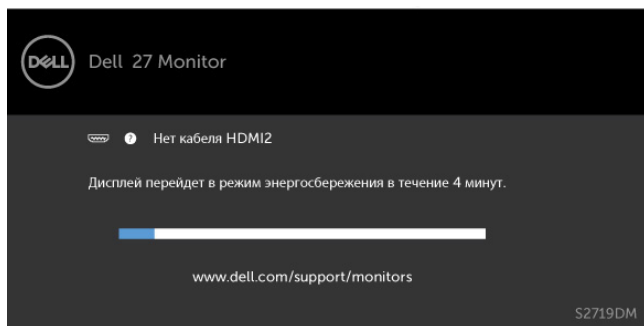 DELL
Dell 27 Monitor
? Нет кабеля HDMI2
Дисплей перейдет в режим энергосбережения в течение 4 минут.
www.dell.com/support/monitors
S2719DM